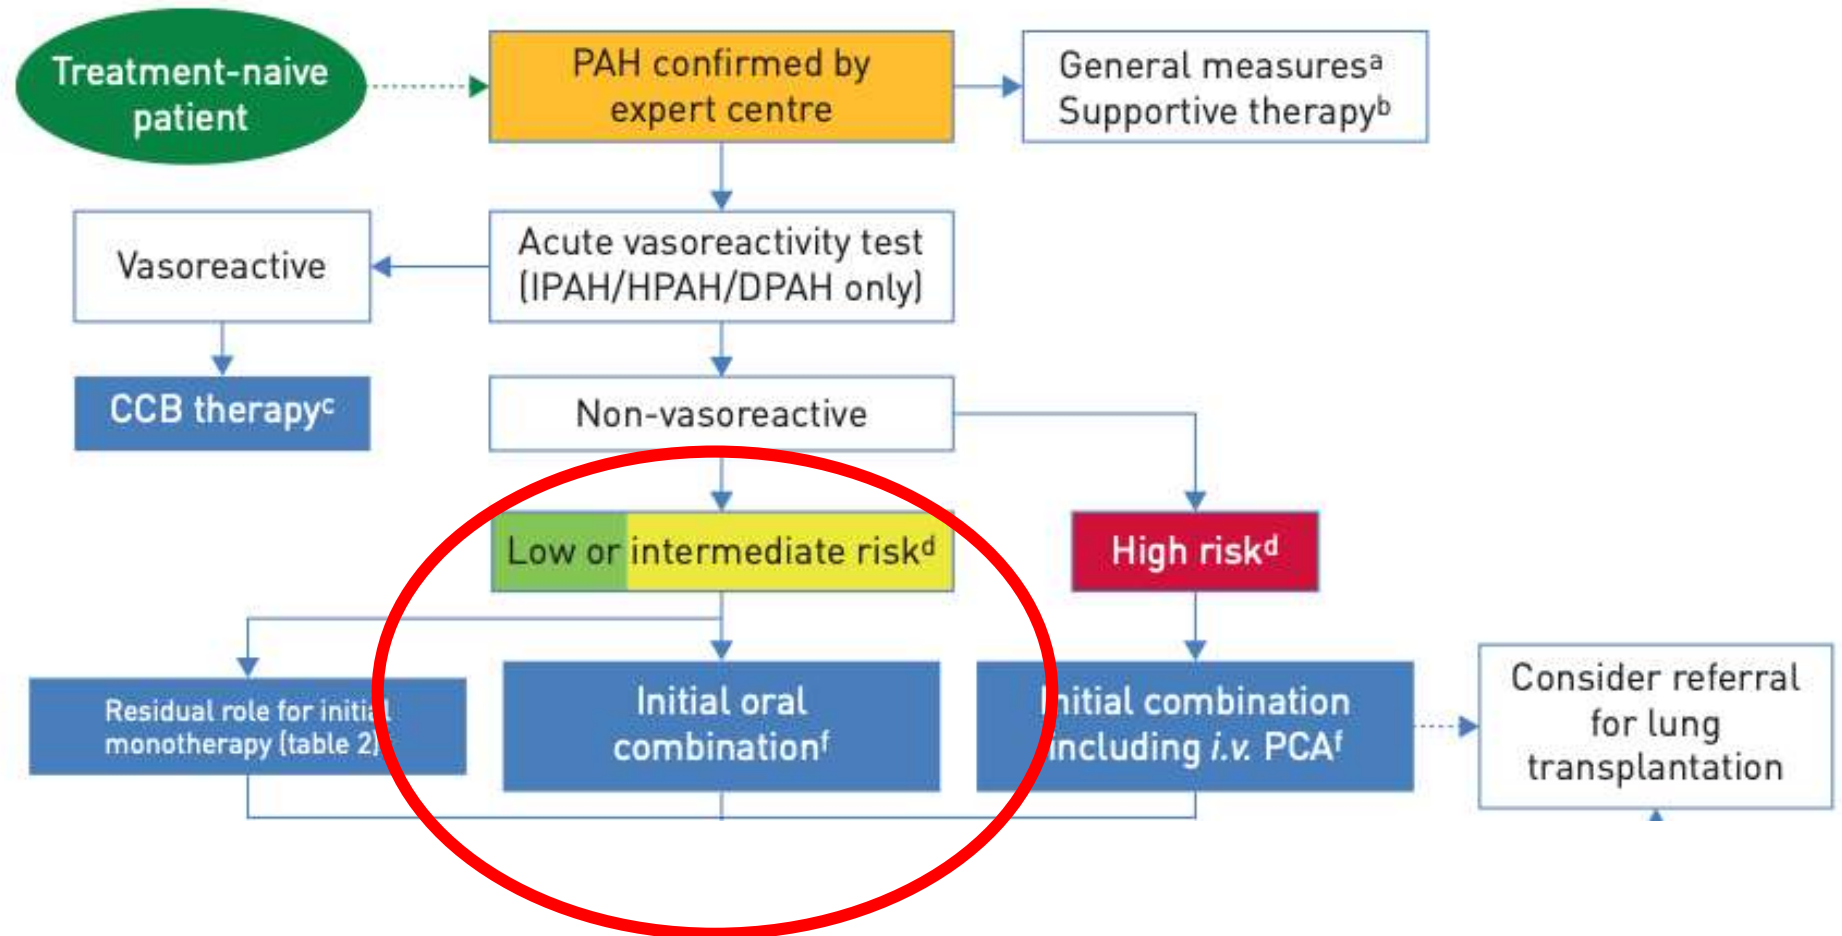 Treatment-naive
patient
PAH confirmed by
expert centre
General measuresᵃ
Supportive therapyᵇ
Vasoreactive
Acute vasoreactivity test
(IPAH/HPAH/DPAH only)
CCB therapyᶜ
Non-vasoreactive
Low or intermediate riskᵈ
High riskᵈ
Residual role for initial
monotherapy (table 2)
Initial oral
combinationᶠ
Initial combination
including i.v. PCAᶠ
Consider referral
for lung
transplantation